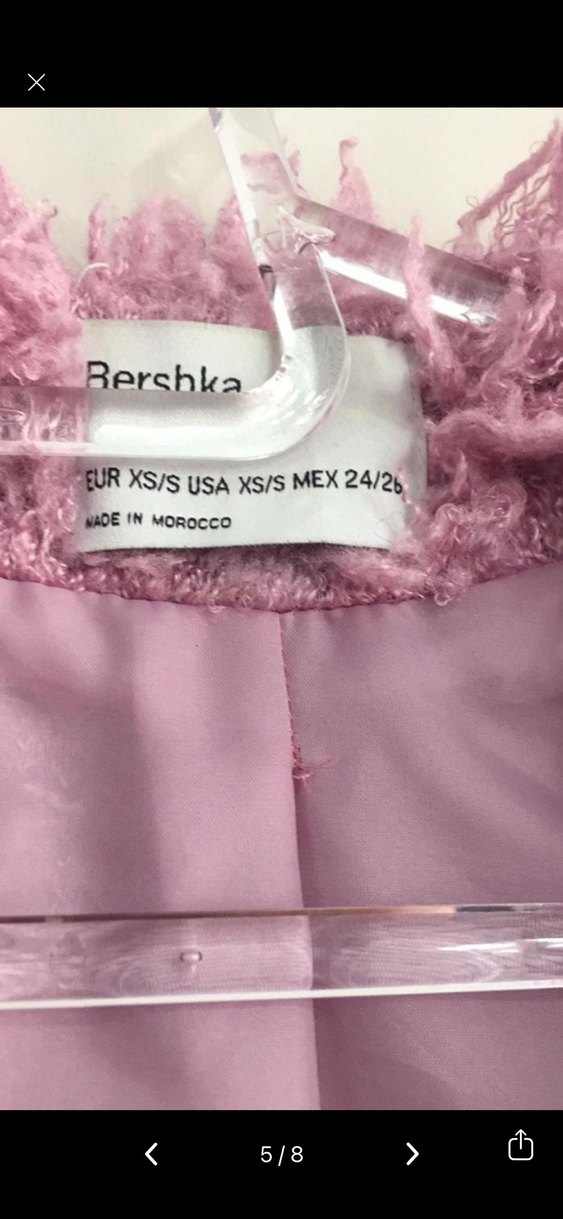 Bershka
EUR XS/S USA XS/S MEX 24/26
MADE IN MOROCCO
5/8